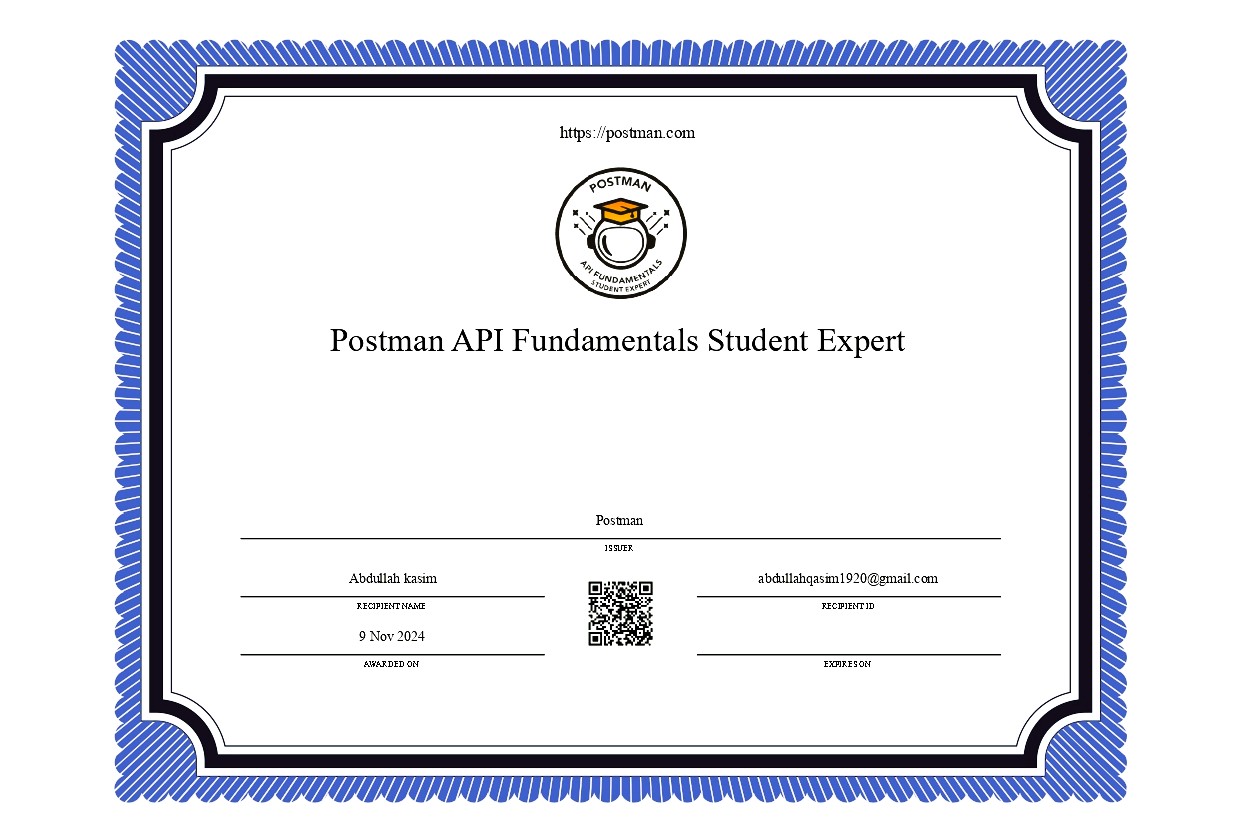 https://postman.com
POSTMAN
API FUNDAMENTALS
STUDENT EXPERT
Postman API Fundamentals Student Expert
Postman
ISSUER
Abdullah kasim
RECIPIENT NAME
abdullahqasim1920@gmail.com
RECIPIENT ID
9 Nov 2024
AWARDED ON
EXPIRES ON